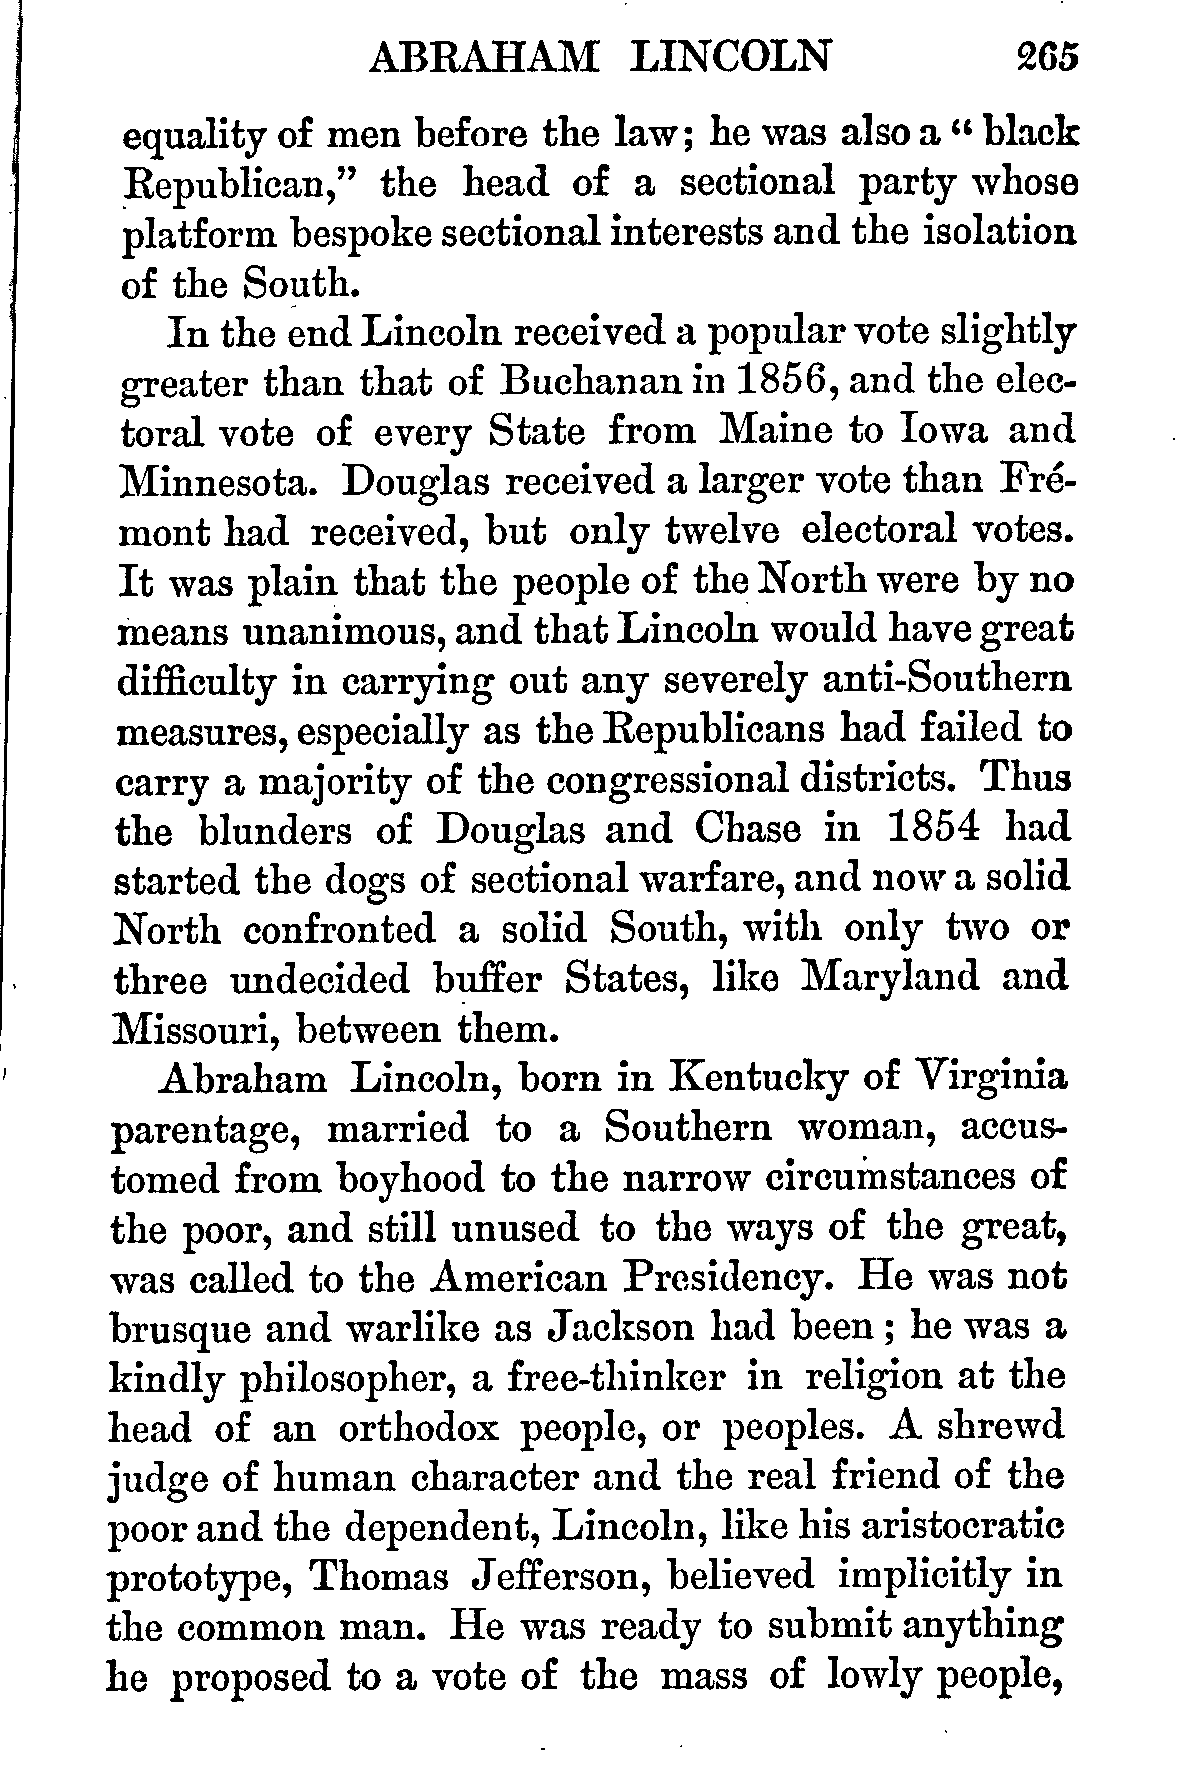 ABRAHAM LINCOLN 265
equality of men before the law; he was also a “ black
Republican,” the head of a sectional party whose
platform bespoke sectional interests and the isolation
of the South.
In the end Lincoln received a popular vote slightly
greater than that of Buchanan in 1856, and the elec-
toral vote of every State from Maine to Iowa and
Minnesota. Douglas received a larger vote than Fré-
mont had received, but only twelve electoral votes.
It was plain that the people of the North were by no
means unanimous, and that Lincoln would have great
difficulty in carrying out any severely anti-Southern
measures, especially as the Republicans had failed to
carry a majority of the congressional districts. Thus
the blunders of Douglas and Chase in 1854 had
started the dogs of sectional warfare, and now a solid
North confronted a solid South, with only two or
three undecided buffer States, like Maryland and
Missouri, between them.
Abraham Lincoln, born in Kentucky of Virginia
parentage, married to a Southern woman, accus-
tomed from boyhood to the narrow circumstances of
the poor, and still unused to the ways of the great,
was called to the American Presidency. He was not
brusque and warlike as Jackson had been; he was a
kindly philosopher, a free-thinker in religion at the
head of an orthodox people, or peoples. A shrewd
judge of human character and the real friend of the
poor and the dependent, Lincoln, like his aristocratic
prototype, Thomas Jefferson, believed implicitly in
the common man. He was ready to submit anything
he proposed to a vote of the mass of lowly people,